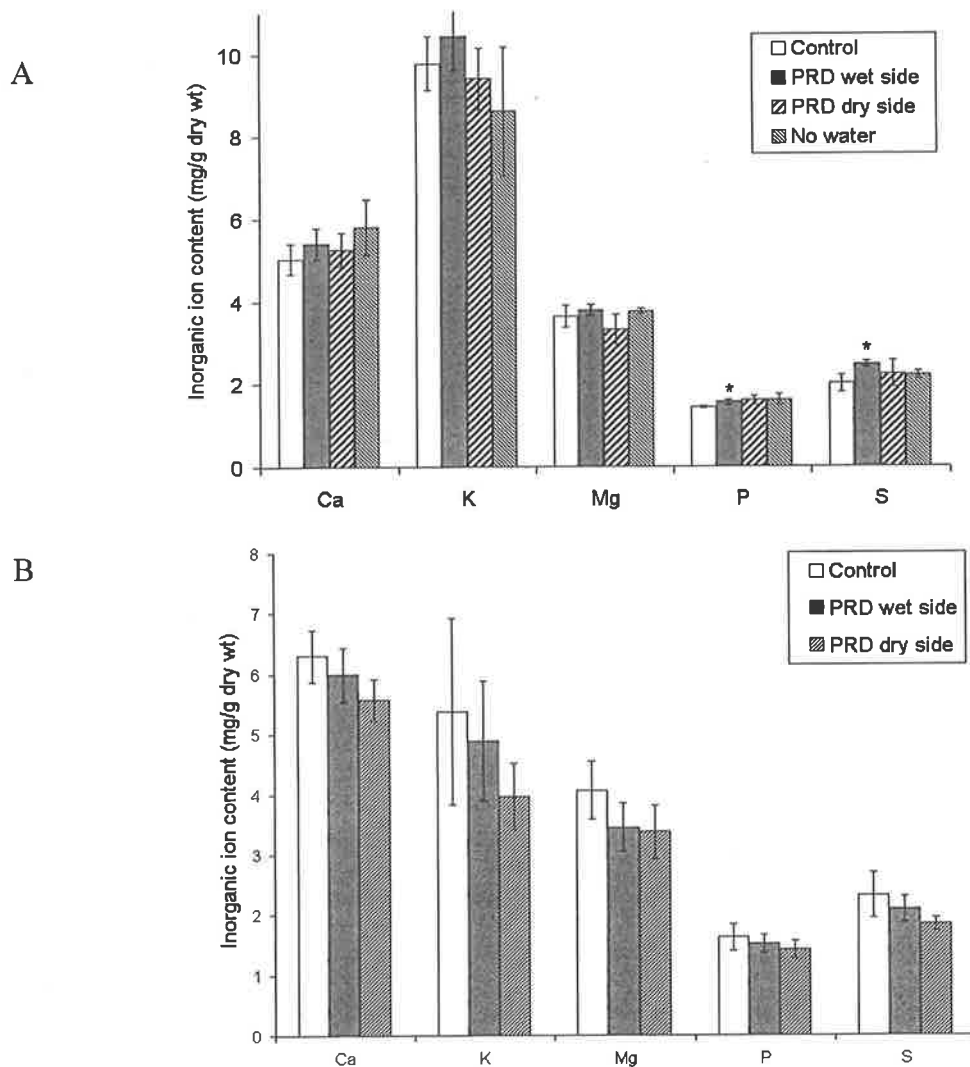 A
Inorganic ion content (mg/g dry wt)
10
8
6
4
2
0
Control
PRD wet side
PRD dry side
No water
*
*
Ca K Mg P S
B
Inorganic ion content (mg/g dry wt)
8
7
6
5
4
3
2
1
0
Control
PRD wet side
PRD dry side
Ca K Mg P S